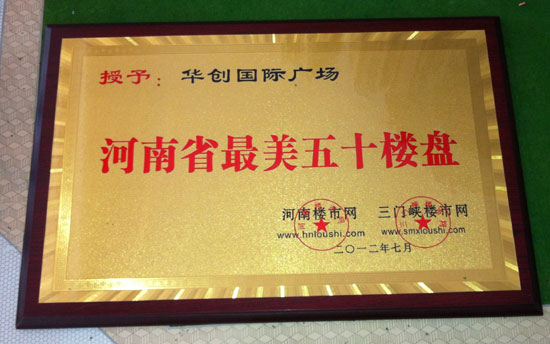 授予：华创国际广场
河南省最美五十楼盘
河南楼市网 三门峡楼市网
www.hnloushi.com www.smxloushi.com
二〇一二年七月